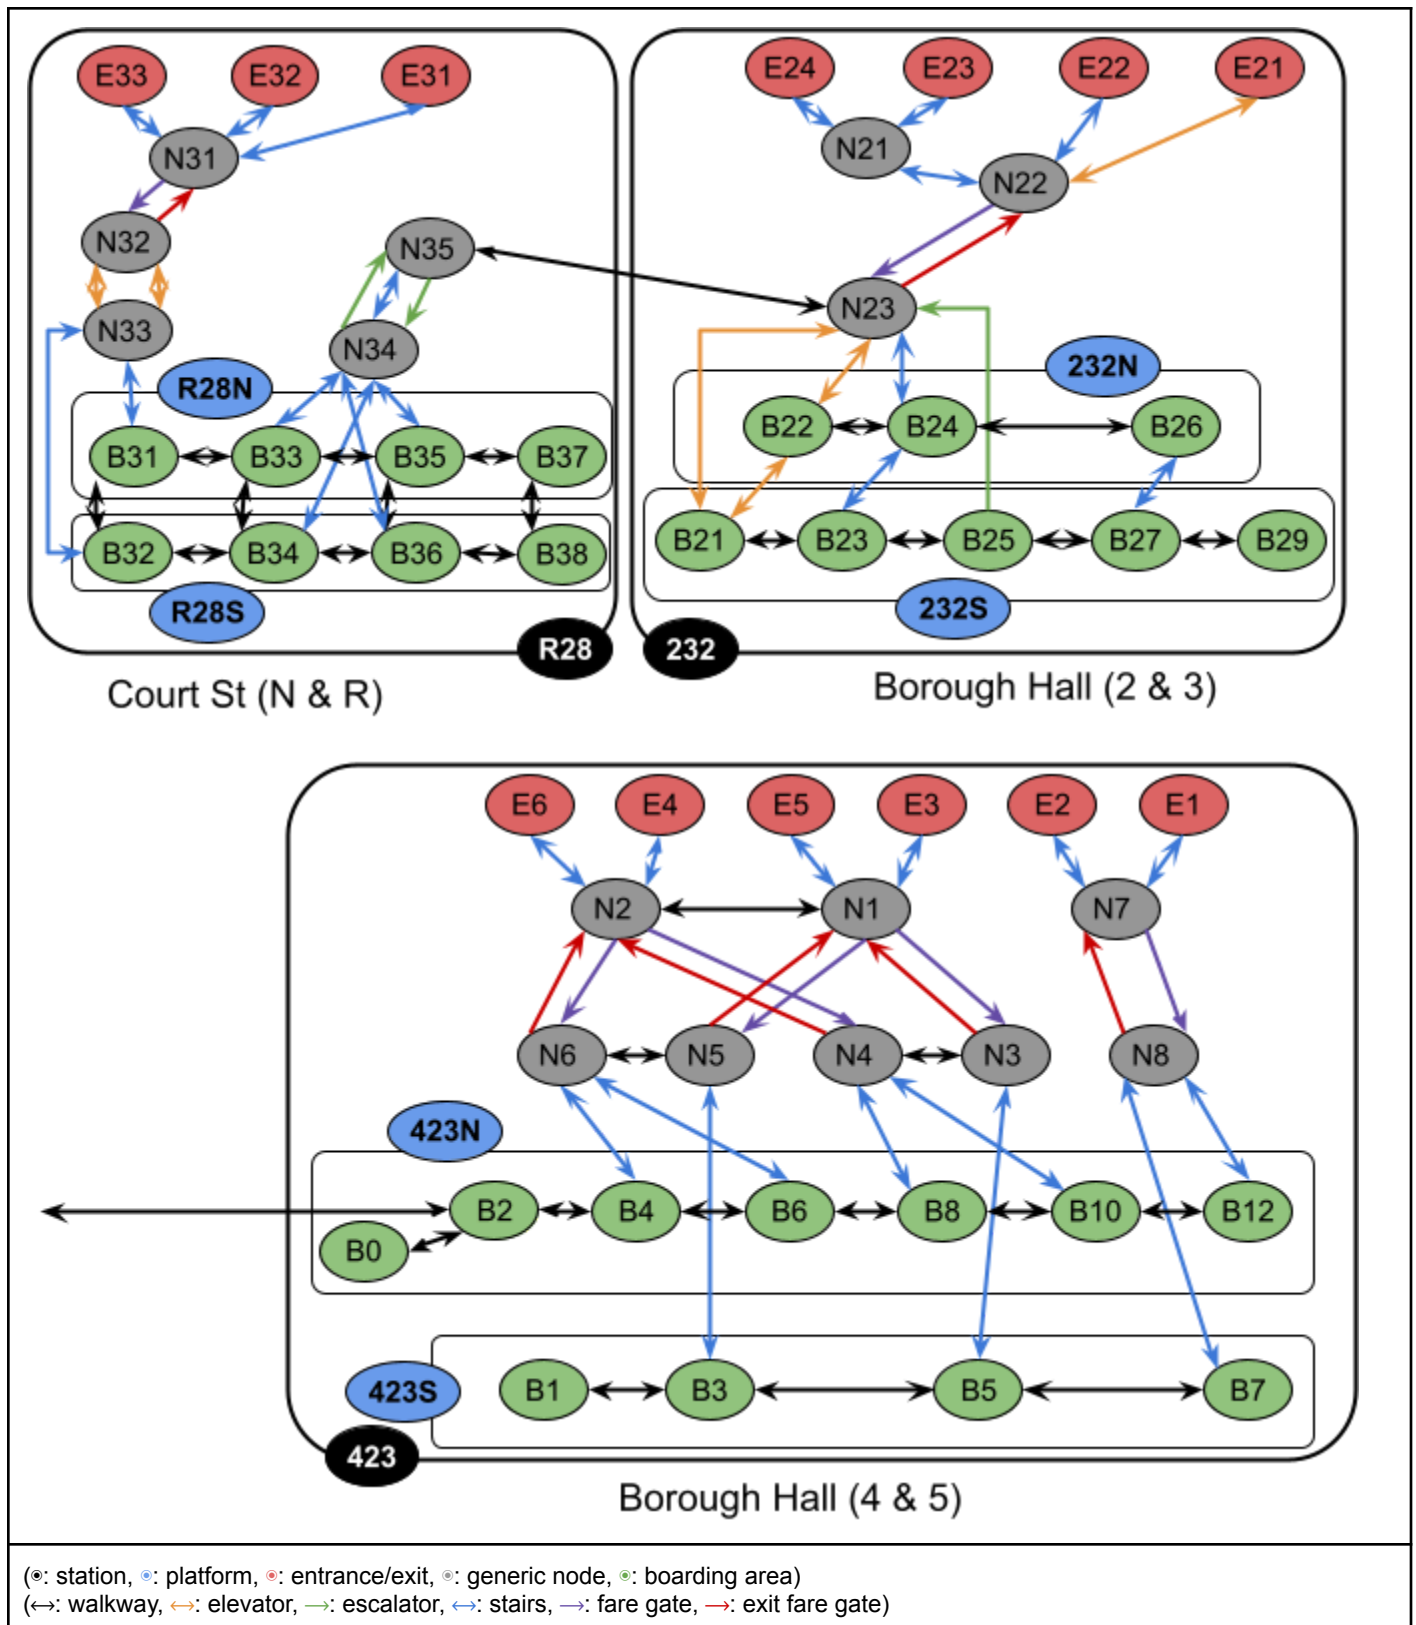 E33 E32 E31 E24 E23 E22 E21
N31 N21 N22
N32 N35
N33 N34 N23
R28N 232N
B31 B33 B35 B37 B22 B24 B26
B32 B34 B36 B38 B21 B23 B25 B27 B29
R28S 232S
R28 232
Court St (N & R) Borough Hall (2 & 3)
E6 E4 E5 E3 E2 E1
N2 N1 N7
N6 N5 N4 N3 N8
423N
B2 B4 B6 B8 B10 B12
B0
423S B1 B3 B5 B7
423
Borough Hall (4 & 5)
(: station, : platform, : entrance/exit, : generic node, : boarding area)
(↔: walkway, ↔: elevator, →: escalator, ↔: stairs, →: fare gate, →: exit fare gate)